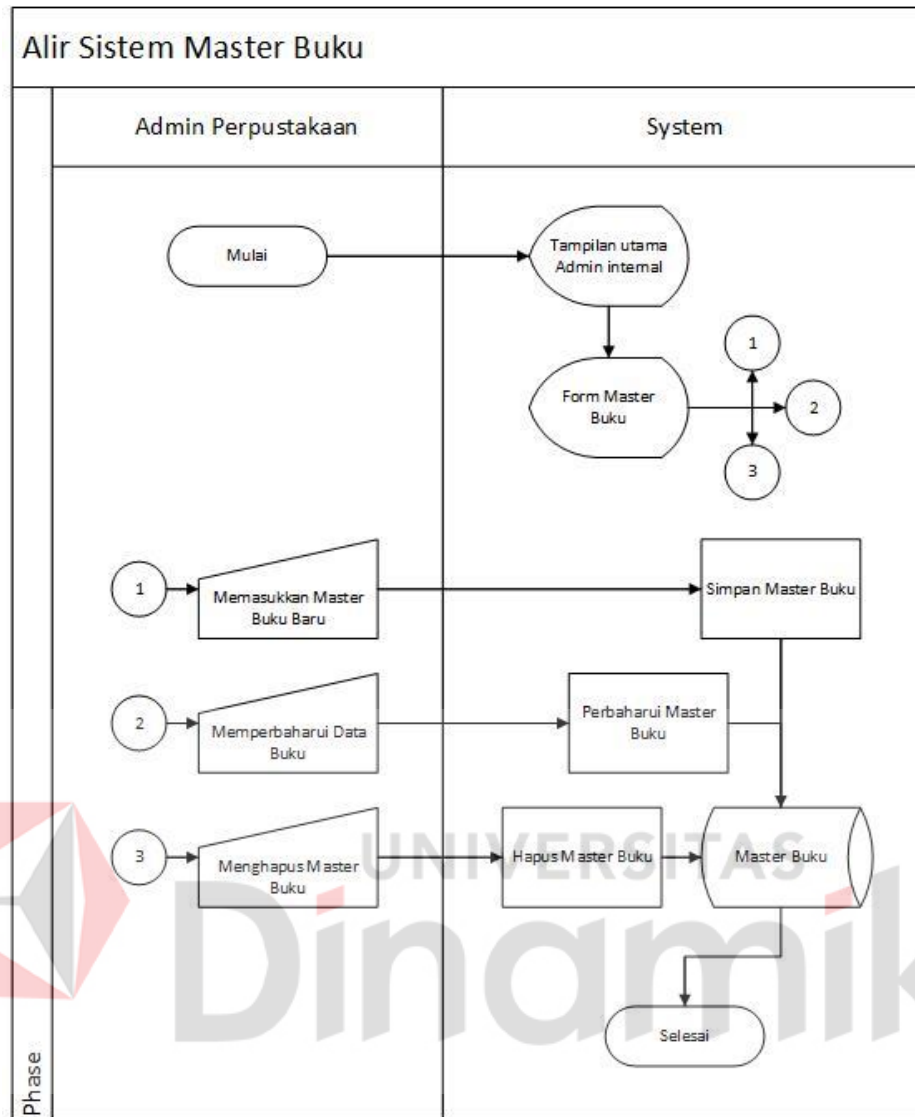 Alir Sistem Master Buku
Admin Perpustakaan
System
Mulai
Tampilan utama
Admin internal
1
Form Master
Buku
2
3
1
Memasukkan Master
Buku Baru
Simpan Master Buku
2
Memperbaharui Data
Buku
Perbaharui Master
Buku
3
Menghapus Master
Buku
Hapus Master Buku
Master Buku
UNIVERSITAS
Dinamik
Selesai
Phase